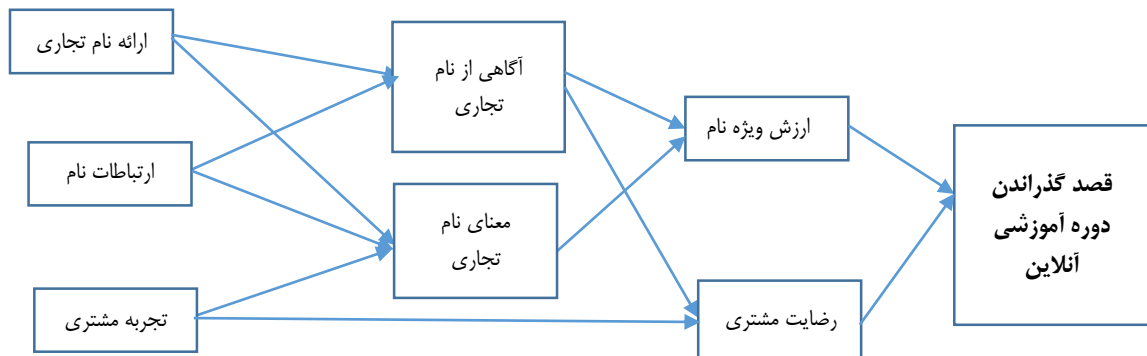 ارائه نام تجاری
ارتباطات نام
تجربه مشتری
آگاهی از نام
تجاری
معنای نام
تجاری
ارزش ویژه نام
رضایت مشتری
قصد گذراندن
دوره آموزشی
آنلاین